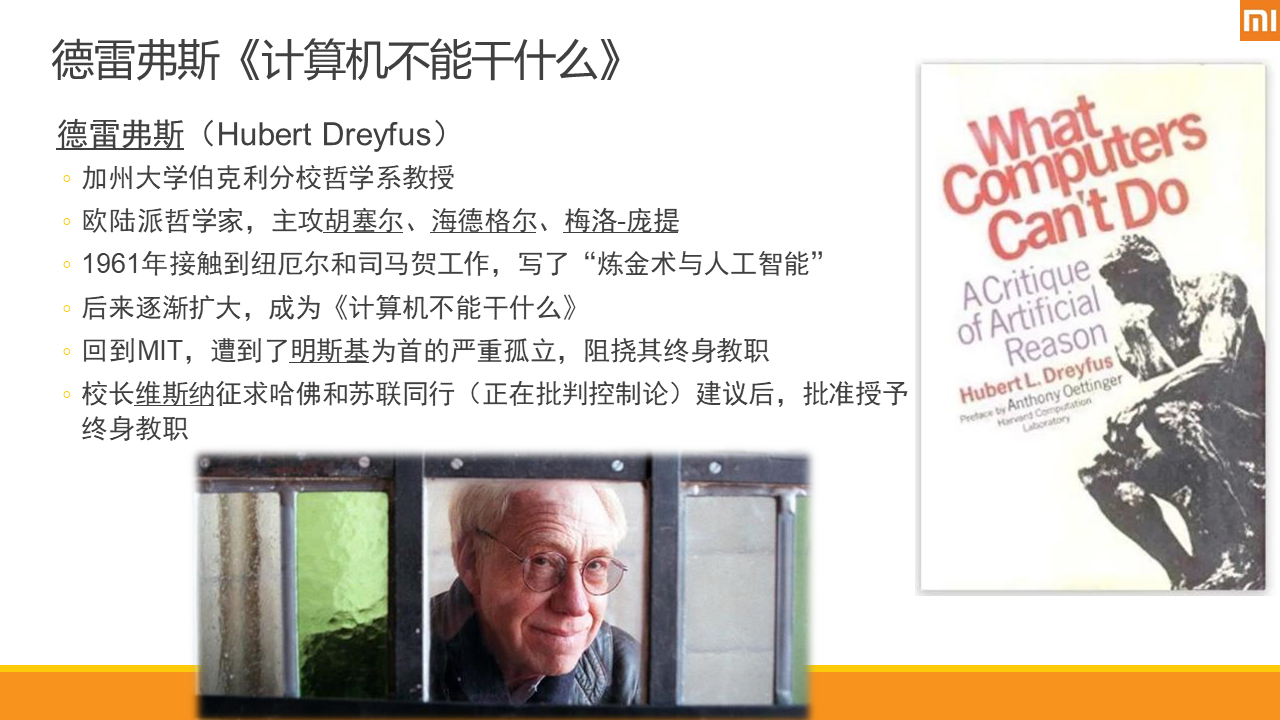 德雷弗斯《计算机不能干什么》
德雷弗斯（Hubert Dreyfus）
加州大学伯克利分校哲学系教授
欧陆派哲学家，主攻胡塞尔、海德格尔、梅洛-庞提
1961年接触到纽厄尔和司马贺工作，写了“炼金术与人工智能”
后来逐渐扩大，成为《计算机不能干什么》
回到MIT，遭到了明斯基为首的严重孤立，阻挠其终身教职
校长维斯纳征求哈佛和苏联同行（正在批判控制论）建议后，批准授予
终身教职
MI
What
Computers
Can't Do
A Critique
of Artificial
Reason
Hubert L. Dreyfus
Preface by Anthony Oettinger
Harvard Computation
Laboratory